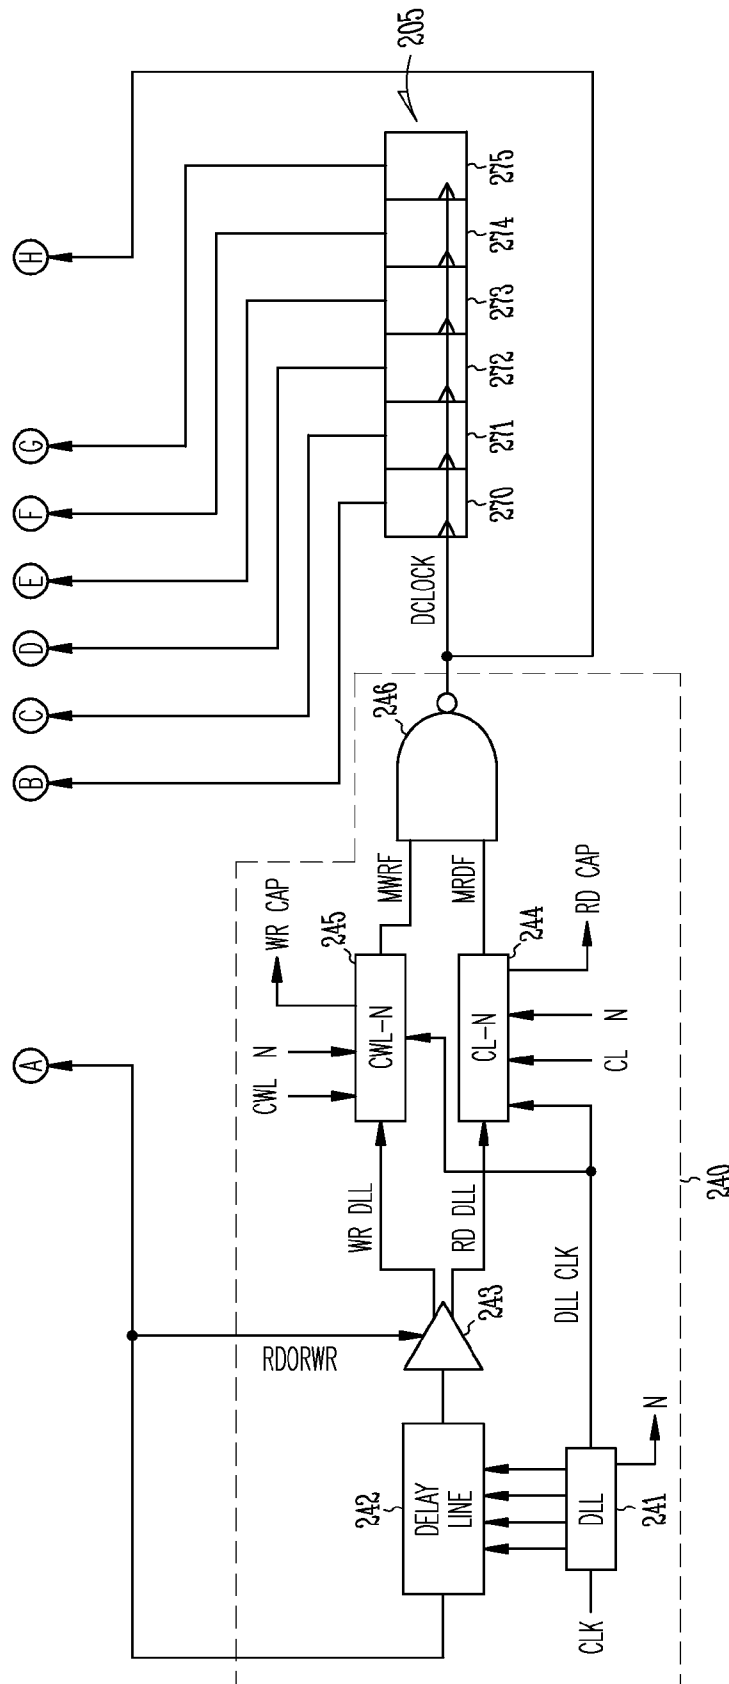 A
B
C
D
E
F
G
H
205
RDORWR
242
DELAY
LINE
CLK
DLL
241
N
DLL CLK
243
WR DLL
RD DLL
CWL
N
WR CAP
245
CWL-N
CL-N
244
CL
N
RD CAP
MWRF
MRDF
246
240
DCLOCK
270
271
272
273
274
275